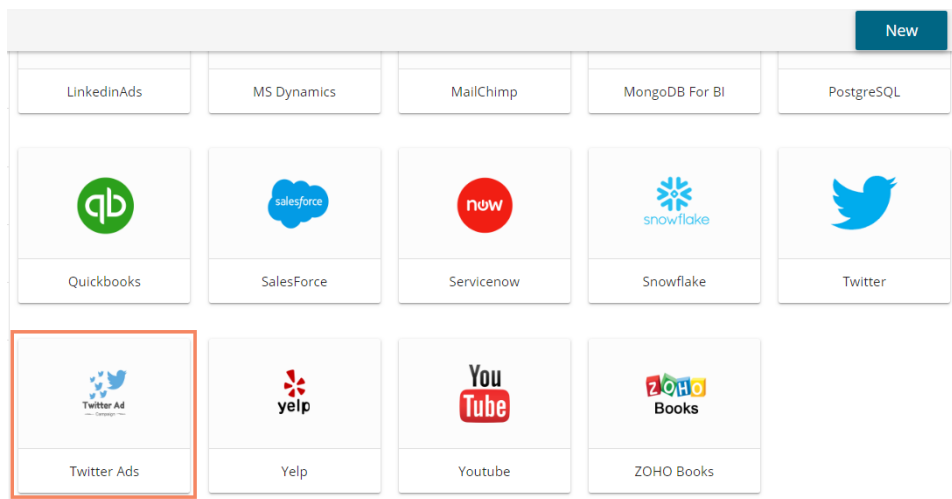 New
LinkedinAds
MS Dynamics
MailChimp
MongoDB For BI
PostgreSQL
qb
salesforce
now
snowflake
Quickbooks
SalesForce
Servicenow
Snowflake
Twitter
Twitter Ad
Campaign
yelp
You
Tube
ZOHO
Books
Twitter Ads
Yelp
Youtube
ZOHO Books